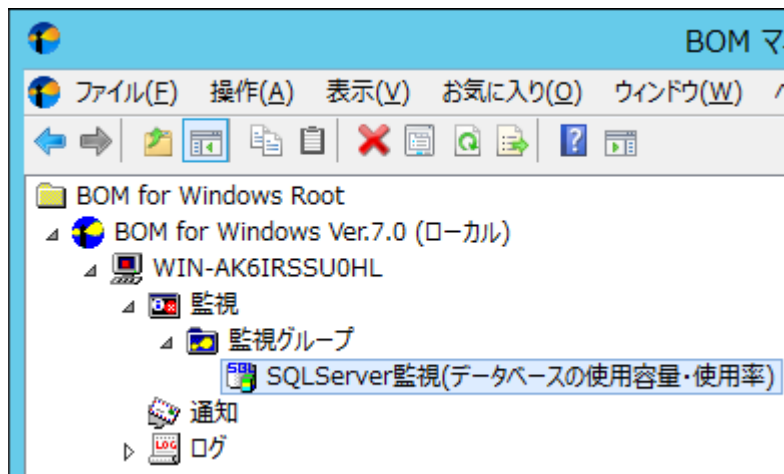 BOM マ
ファイル(F) 操作(A) 表示(V) お気に入り(O) ウィンドウ(W)
BOM for Windows Root
BOM for Windows Ver.7.0 (ローカル)
WIN-AK6IRSSU0HL
監視
監視グループ
SQLServer監視(データベースの使用容量・使用率)
通知
ログ